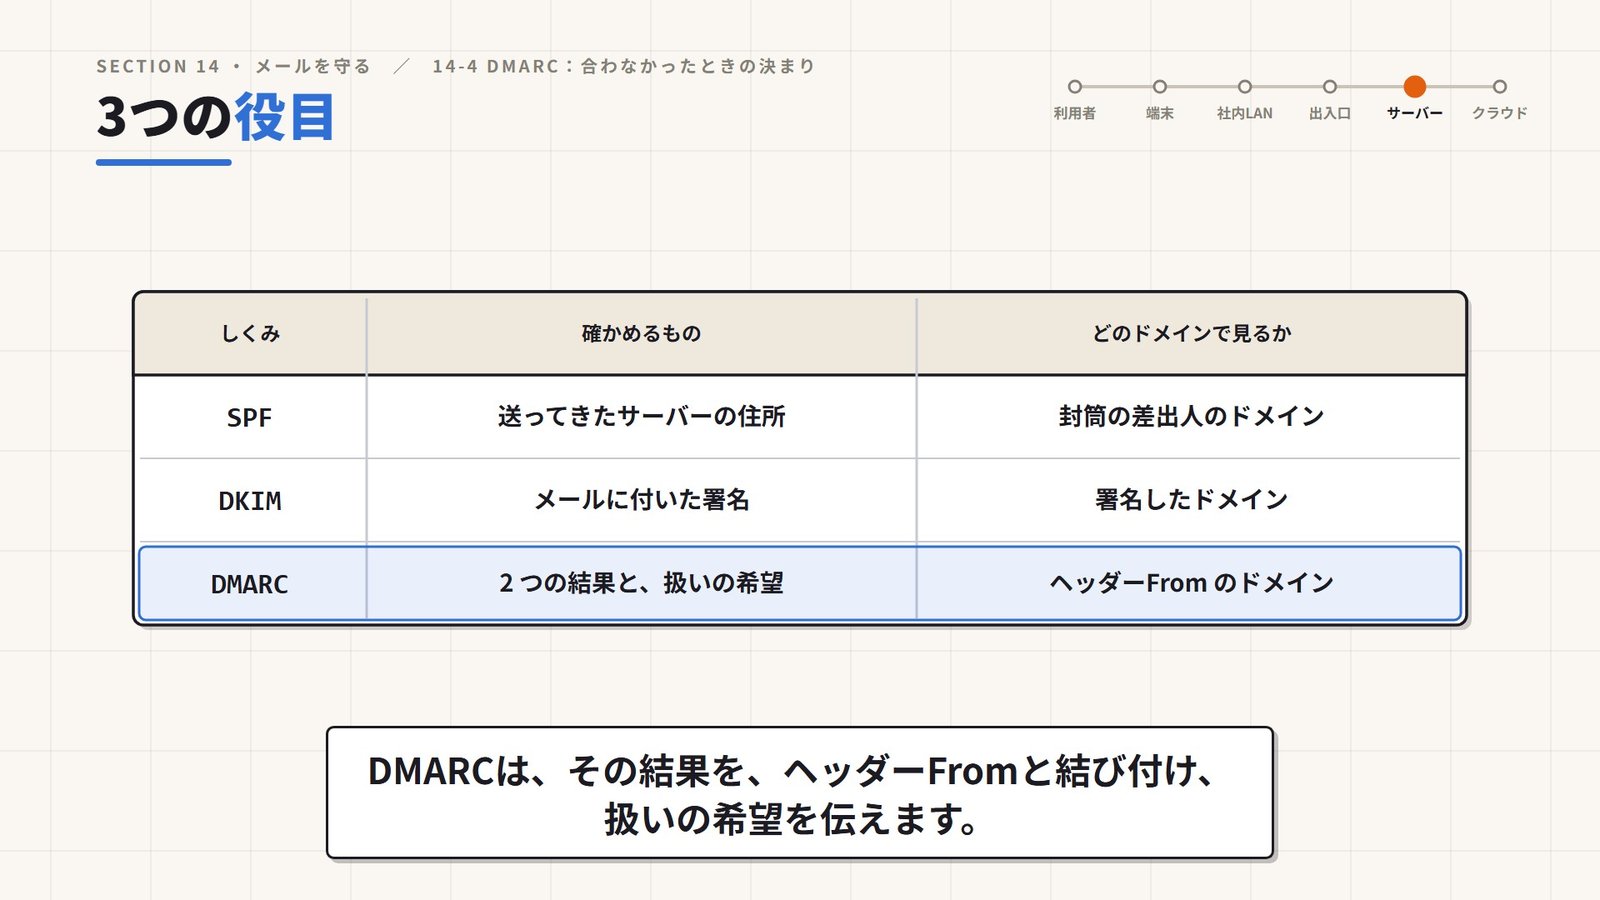 SECTION 14 ・ メールを守る ／ 14-4 DMARC：合わなかったときの決まり
3つの役目
利用者 端末 社内LAN 出入口 サーバー クラウド
しくみ 確かめるもの どのドメインで見るか
SPF 送ってきたサーバーの住所 封筒の差出人のドメイン
DKIM メールに付いた署名 署名したドメイン
DMARC 2 つの結果と、扱いの希望 ヘッダーFrom のドメイン
DMARCは、その結果を、ヘッダーFromと結び付け、
扱いの希望を伝えます。